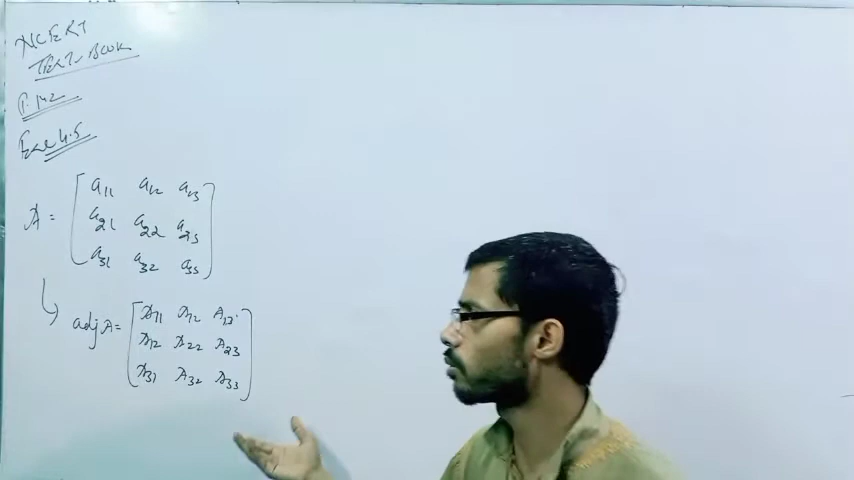 NCERT
TEXT-BOOK
P. 142
Exe 4.5
A = [ a11 a12 a13
a21 a22 a23
a31 a32 a33 ]
adj A = [ A11 A12 A13
A12 A22 A23
A31 A32 A33 ]